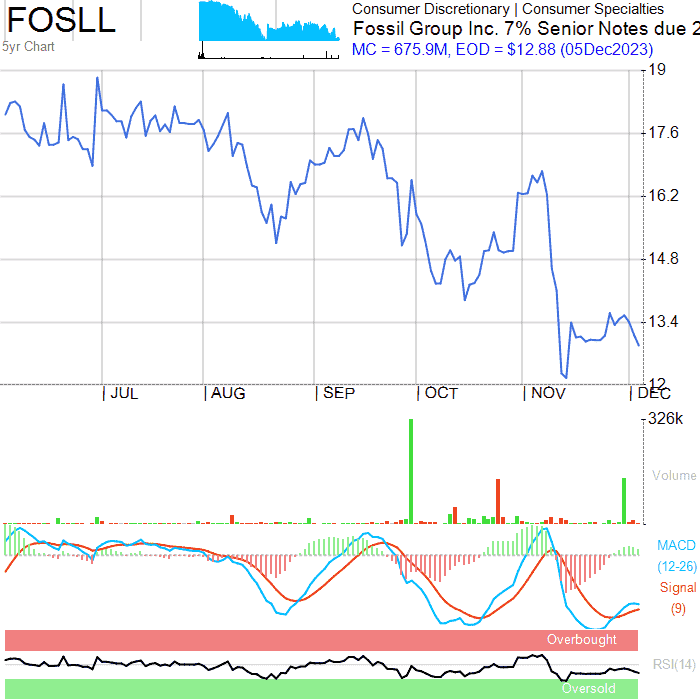 FOSLL
5yr Chart
Consumer Discretionary | Consumer Specialties
Fossil Group Inc. 7% Senior Notes due 2
MC = 675.9M, EOD = $12.88 (05Dec2023)
19
17.6
16.2
14.8
13.4
12
JUL AUG SEP OCT NOV DEC
326k
Volume
MACD
(12-26)
Signal
(9)
Overbought
RSI(14)
Oversold